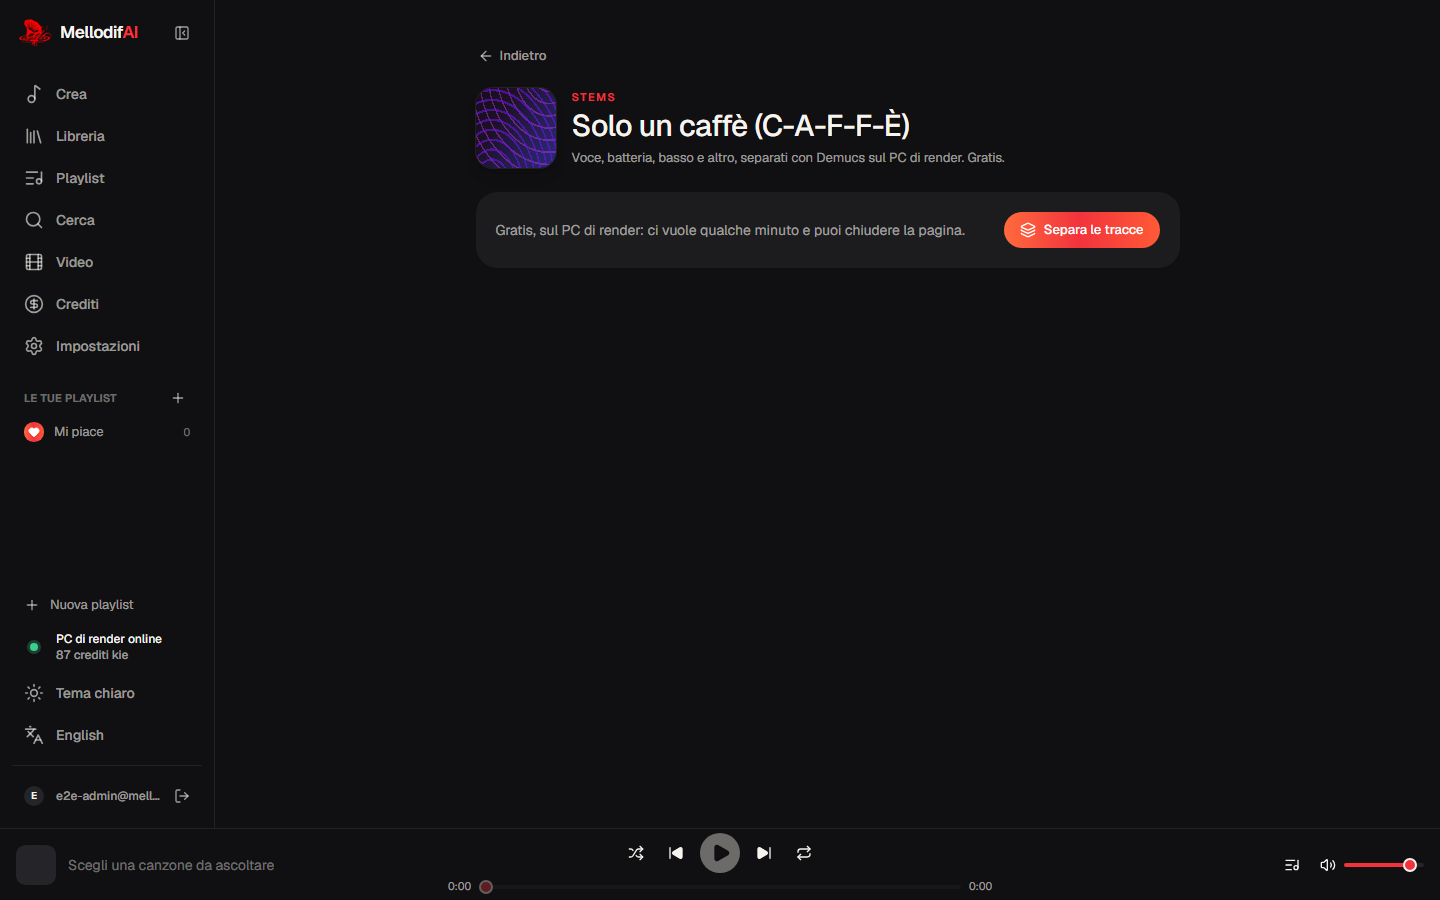 MellodifAI
Crea
Libreria
Playlist
Cerca
Video
Crediti
Impostazioni
LE TUE PLAYLIST
Mi piace
0
Nuova playlist
PC di render online
87 crediti kie
Tema chiaro
English
E
e2e-admin@mell...
Indietro
STEMS
Solo un caffè (C-A-F-F-È)
Voce, batteria, basso e altro, separati con Demucs sul PC di render. Gratis.
Gratis, sul PC di render: ci vuole qualche minuto e puoi chiudere la pagina.
Separa le tracce
Scegli una canzone da ascoltare
0:00
0:00